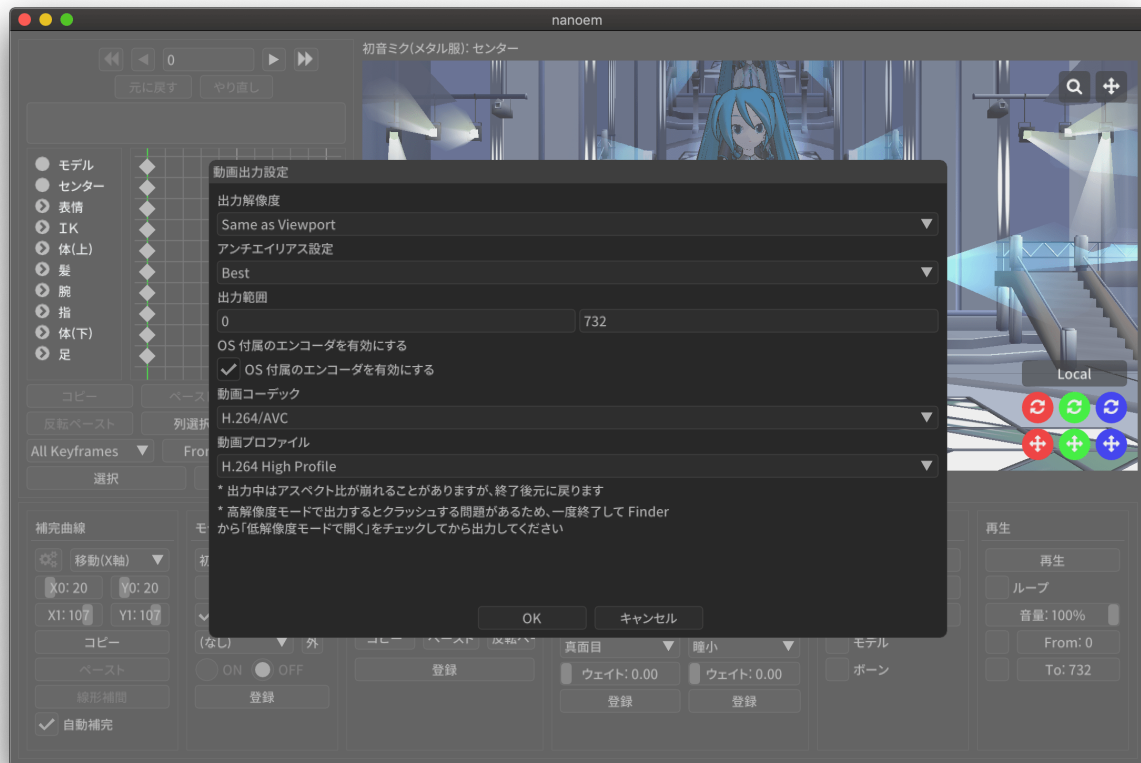 nanoem
0
初音ミク(メタル服): センター
元に戻す
やり直し
モデル
センター
表情
IK
体(上)
髪
腕
指
体(下)
足
コピー
ペース
反転ペースト
列選択
All Keyframes
選択
動画出力設定
出力解像度
Same as Viewport
アンチエイリアス設定
Best
出力範囲
0
732
OS 付属のエンコーダを有効にする
OS 付属のエンコーダを有効にする
動画コーデック
H.264/AVC
動画プロファイル
H.264 High Profile
* 出力中はアスペクト比が崩れることがありますが、終了後元に戻ります
* 高解像度モードで出力するとクラッシュする問題があるため、一度終了して Finder
から「低解像度モードで開く」をチェックしてから出力してください
OK
キャンセル
Local
補完曲線
移動(X軸)
X0: 20
Y0: 20
X1: 107
Y1: 107
コピー
ペースト
線形補間
自動補完
(なし)
外
ON
OFF
登録
登録
真面目
瞳小
ウェイト: 0.00
ウェイト: 0.00
登録
登録
モデル
ボーン
再生
再生
ループ
音量: 100%
From: 0
To: 732